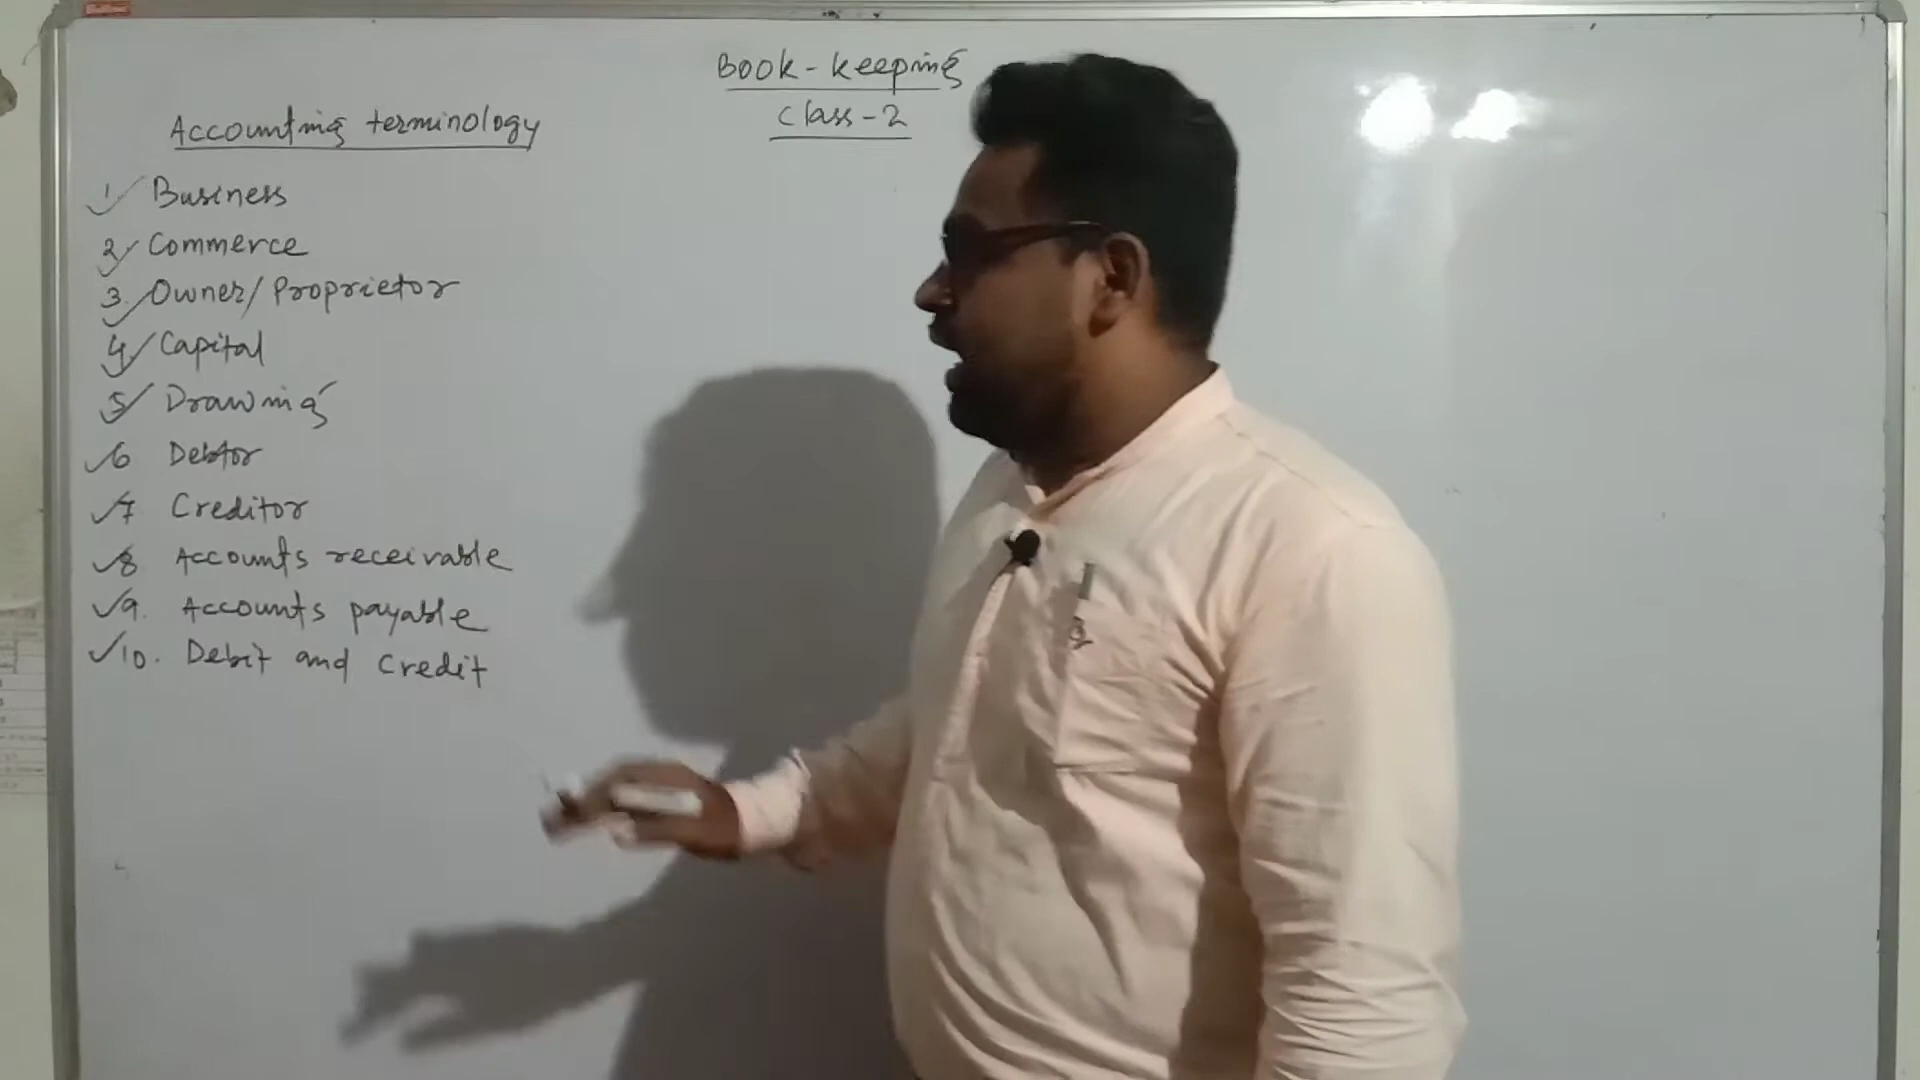 Book-keeping
Class-2
Accounting terminology
1 Business
2 Commerce
3. Owner/Proprietor
4 Capital
5 Drawing
6 Debtor
7 Creditor
8 Accounts receivable
9. Accounts payable
10. Debit and Credit